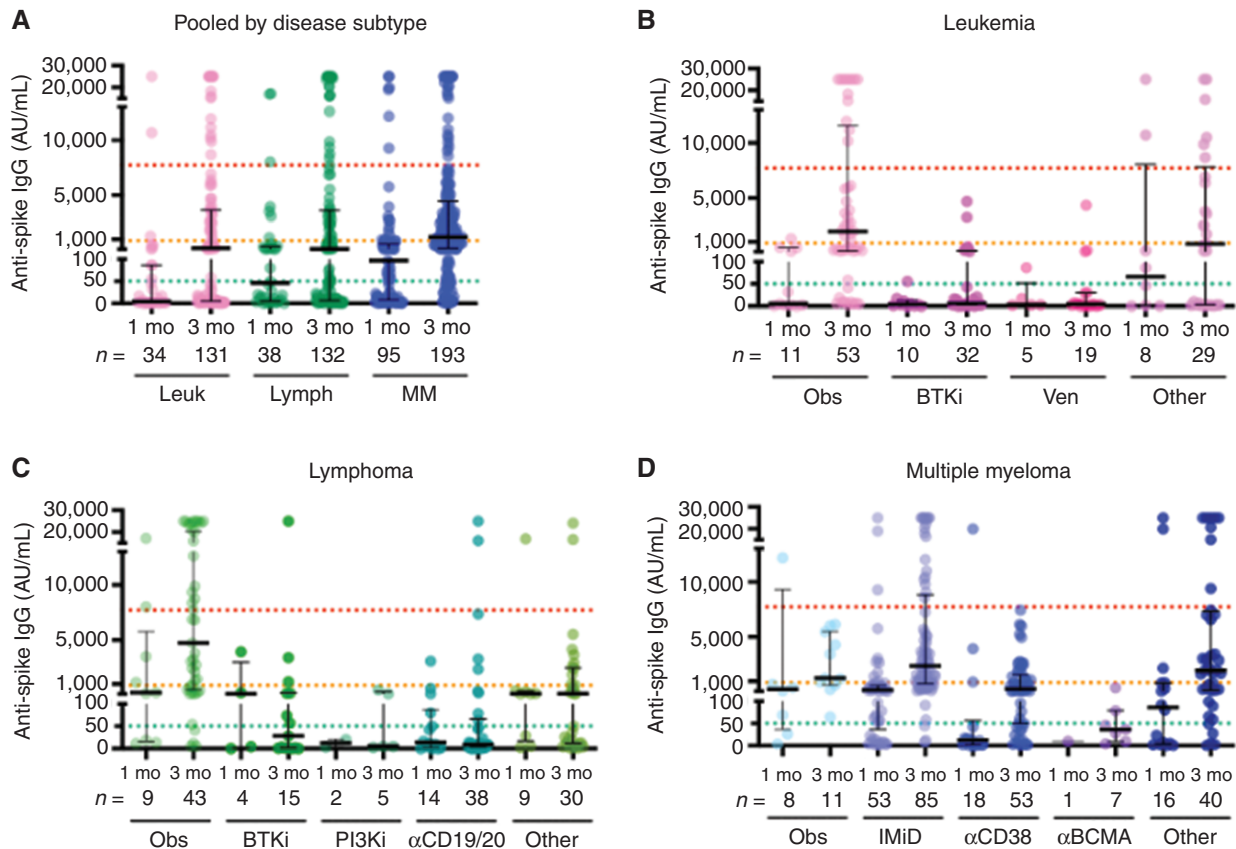 A
Pooled by disease subtype
Anti-spike IgG (AU/mL)
30,000
20,000
10,000
5,000
1,000
100
50
0
1 mo 3 mo 1 mo 3 mo 1 mo 3 mo
n = 34 131 38 132 95 193
Leuk Lymph MM
B
Leukemia
Anti-spike IgG (AU/mL)
30,000
20,000
10,000
5,000
1,000
100
50
0
1 mo 3 mo 1 mo 3 mo 1 mo 3 mo 1 mo 3 mo
n = 11 53 10 32 5 19 8 29
Obs BTKi Ven Other
C
Lymphoma
Anti-spike IgG (AU/mL)
30,000
20,000
10,000
5,000
1,000
100
50
0
1 mo 3 mo 1 mo 3 mo 1 mo 3 mo 1 mo 3 mo 1 mo 3 mo
n = 9 43 4 15 2 5 14 38 9 30
Obs BTKi PI3Ki αCD19/20 Other
D
Multiple myeloma
Anti-spike IgG (AU/mL)
30,000
20,000
10,000
5,000
1,000
100
50
0
1 mo 3 mo 1 mo 3 mo 1 mo 3 mo 1 mo 3 mo 1 mo 3 mo
n = 8 11 53 85 18 53 1 7 16 40
Obs IMiD αCD38 αBCMA Other